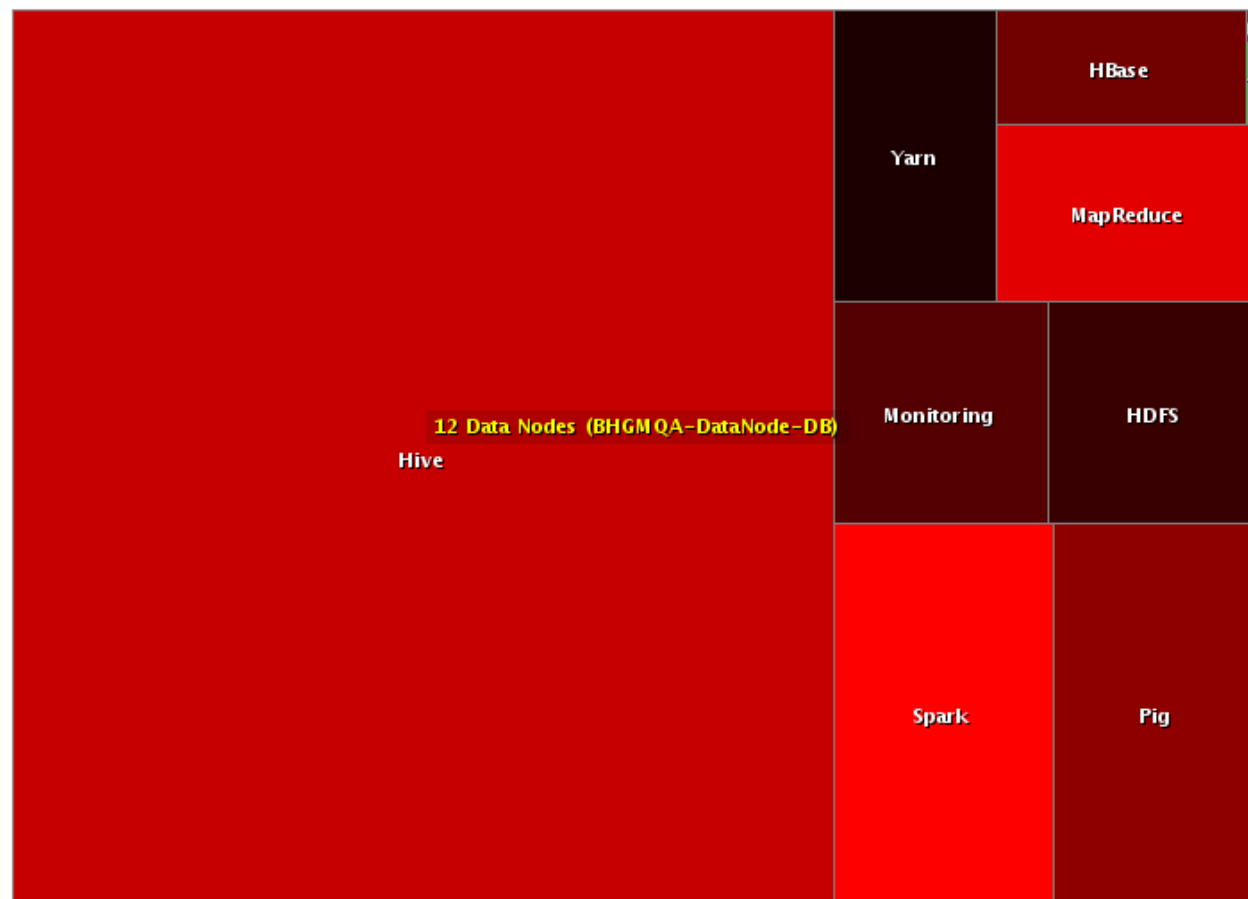 HBase
Yarn
MapReduce
12 Data Nodes (BHGMQA-DataNode-DB)
Hive
Monitoring
HDFS
Spark
Pig